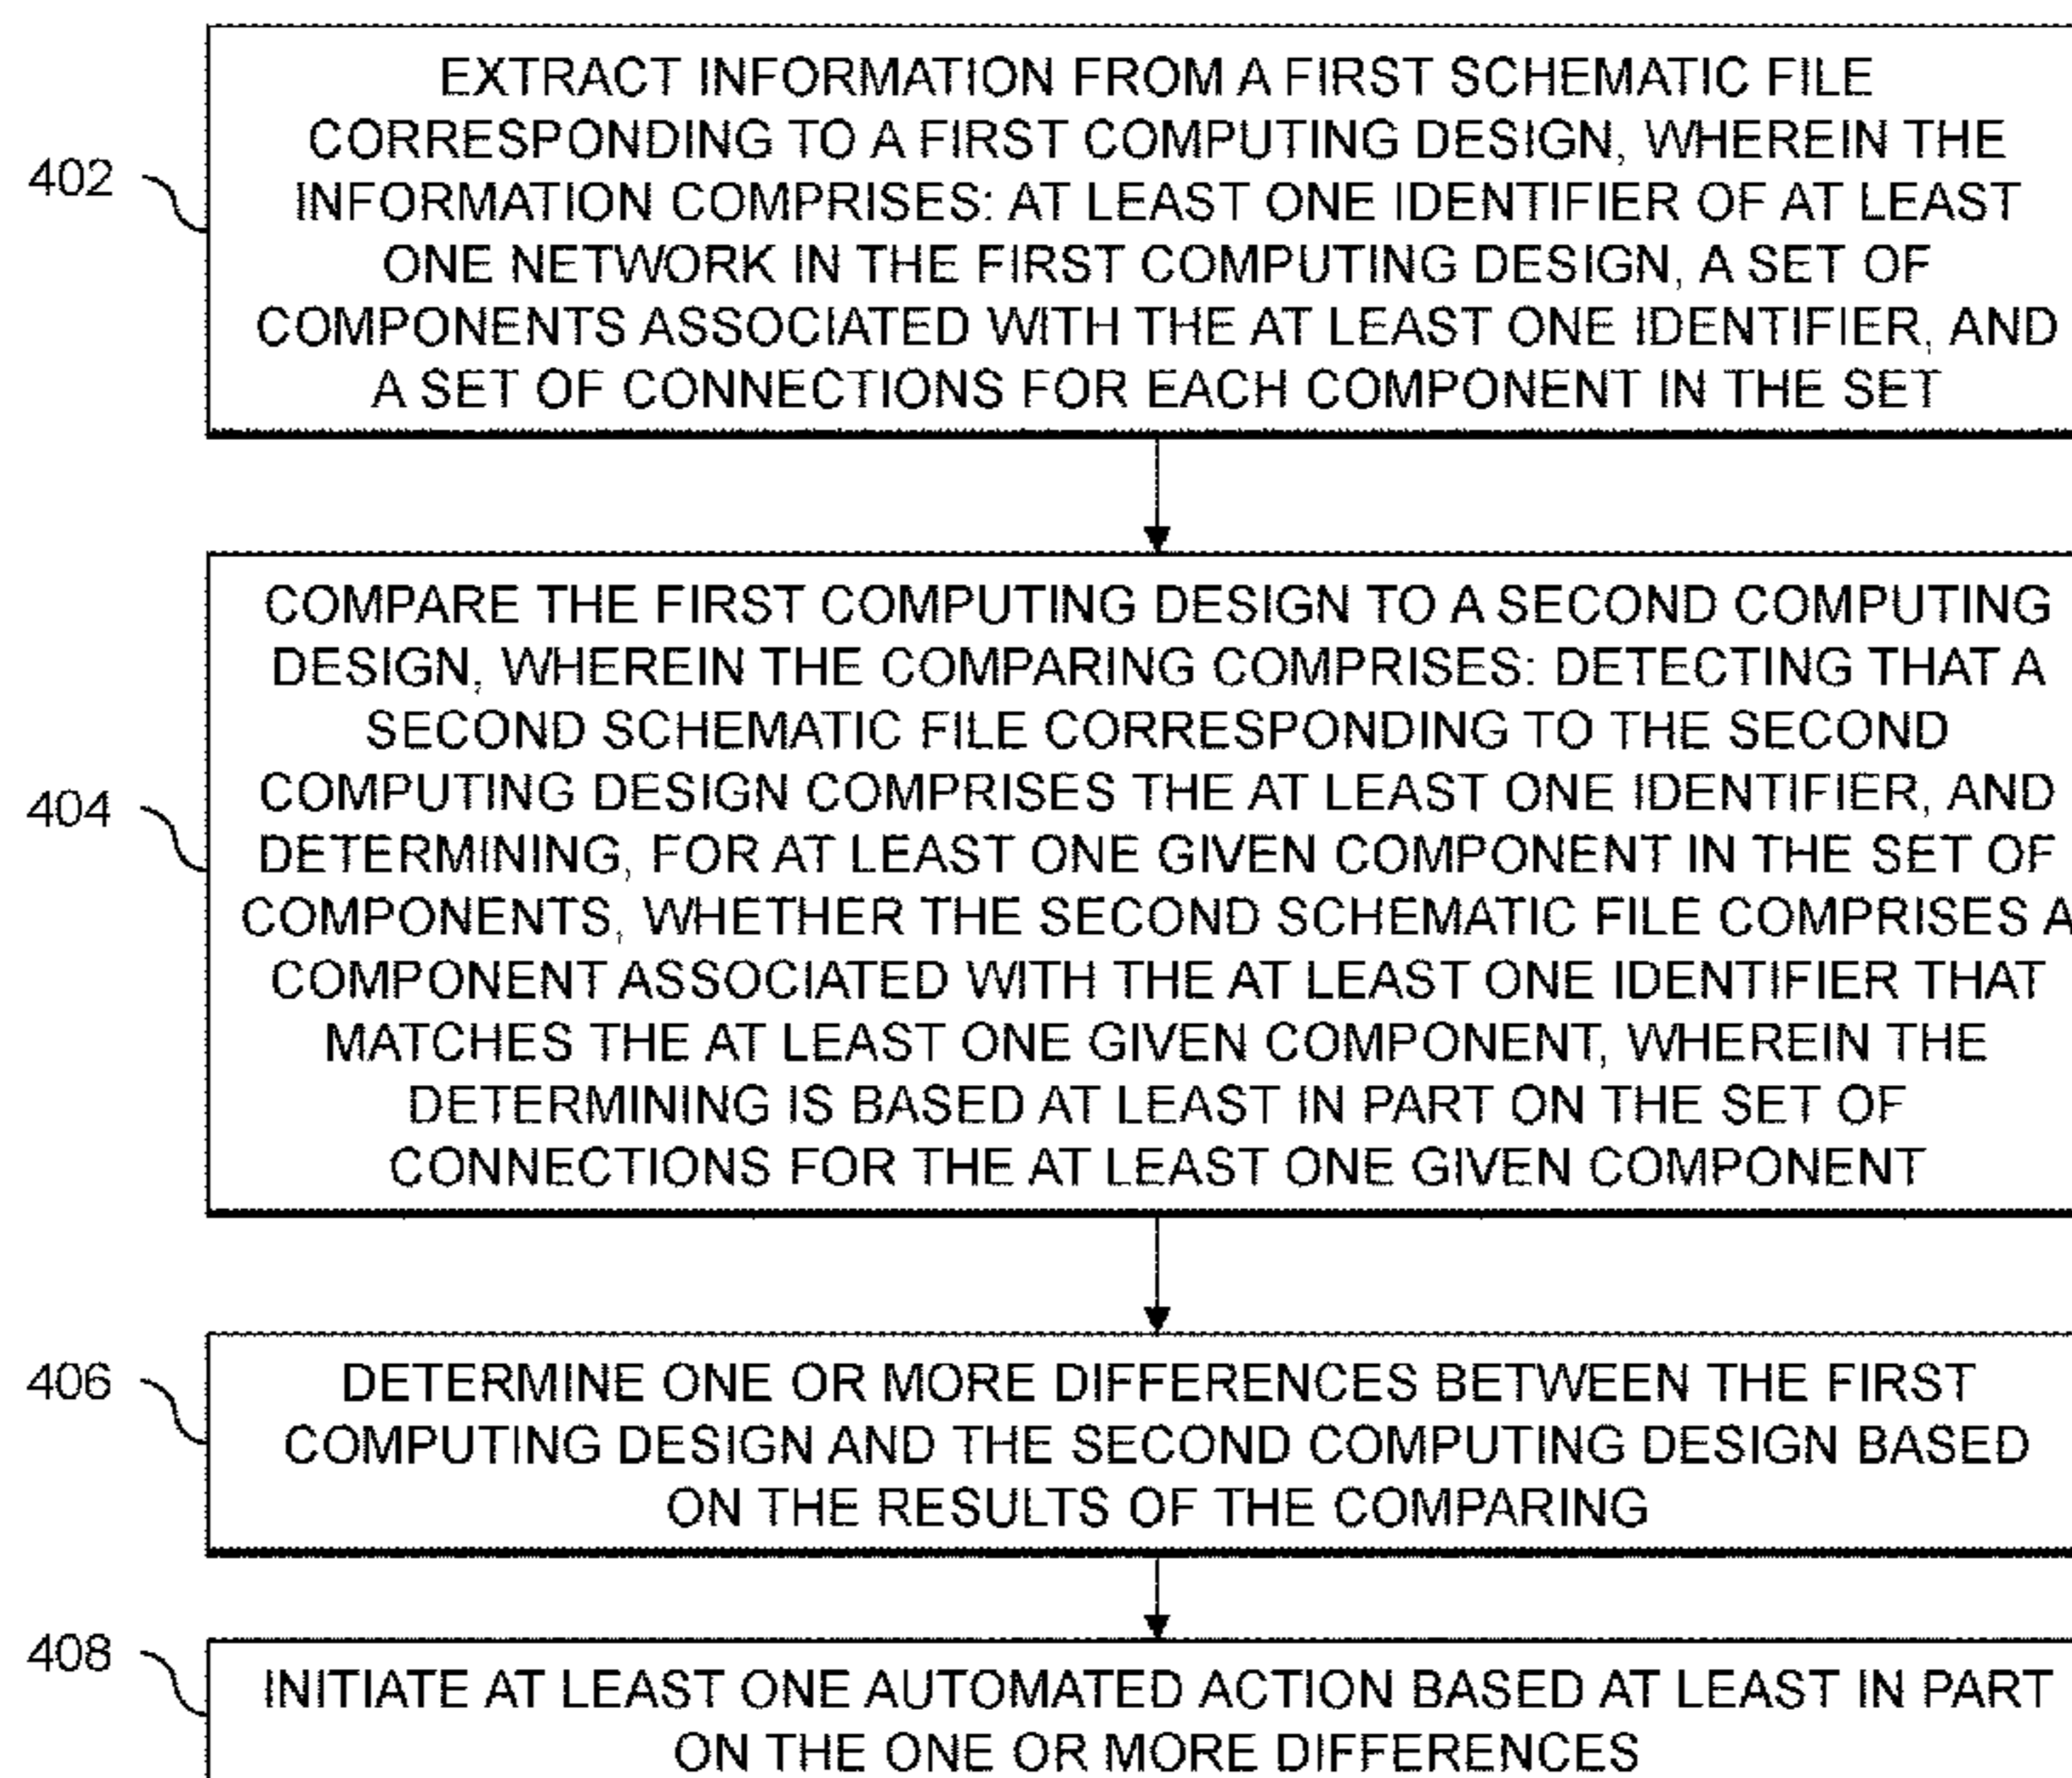 EXTRACT INFORMATION FROM A FIRST SCHEMATIC FILE
CORRESPONDING TO A FIRST COMPUTING DESIGN, WHEREIN THE
402
INFORMATION COMPRISES: AT LEAST ONE IDENTIFIER OF AT LEAST
ONE NETWORK IN THE FIRST COMPUTING DESIGN, A SET OF
COMPONENTS ASSOCIATED WITH THE AT LEAST ONE IDENTIFIER, AND
A SET OF CONNECTIONS FOR EACH COMPONENT IN THE SET
COMPARE THE FIRST COMPUTING DESIGN TO A SECOND COMPUTING
DESIGN, WHEREIN THE COMPARING COMPRISES: DETECTING THAT A
SECOND SCHEMATIC FILE CORRESPONDING TO THE SECOND
COMPUTING DESIGN COMPRISES THE AT LEAST ONE IDENTIFIER, AND
404
DETERMINING, FOR AT LEAST ONE GIVEN COMPONENT IN THE SET OF
COMPONENTS, WHETHER THE SECOND SCHEMATIC FILE COMPRISES A
COMPONENT ASSOCIATED WITH THE AT LEAST ONE IDENTIFIER THAT
MATCHES THE AT LEAST ONE GIVEN COMPONENT, WHEREIN THE
DETERMINING IS BASED AT LEAST IN PART ON THE SET OF
CONNECTIONS FOR THE AT LEAST ONE GIVEN COMPONENT
406
DETERMINE ONE OR MORE DIFFERENCES BETWEEN THE FIRST
COMPUTING DESIGN AND THE SECOND COMPUTING DESIGN BASED
ON THE RESULTS OF THE COMPARING
408
INITIATE AT LEAST ONE AUTOMATED ACTION BASED AT LEAST IN PART
ON THE ONE OR MORE DIFFERENCES